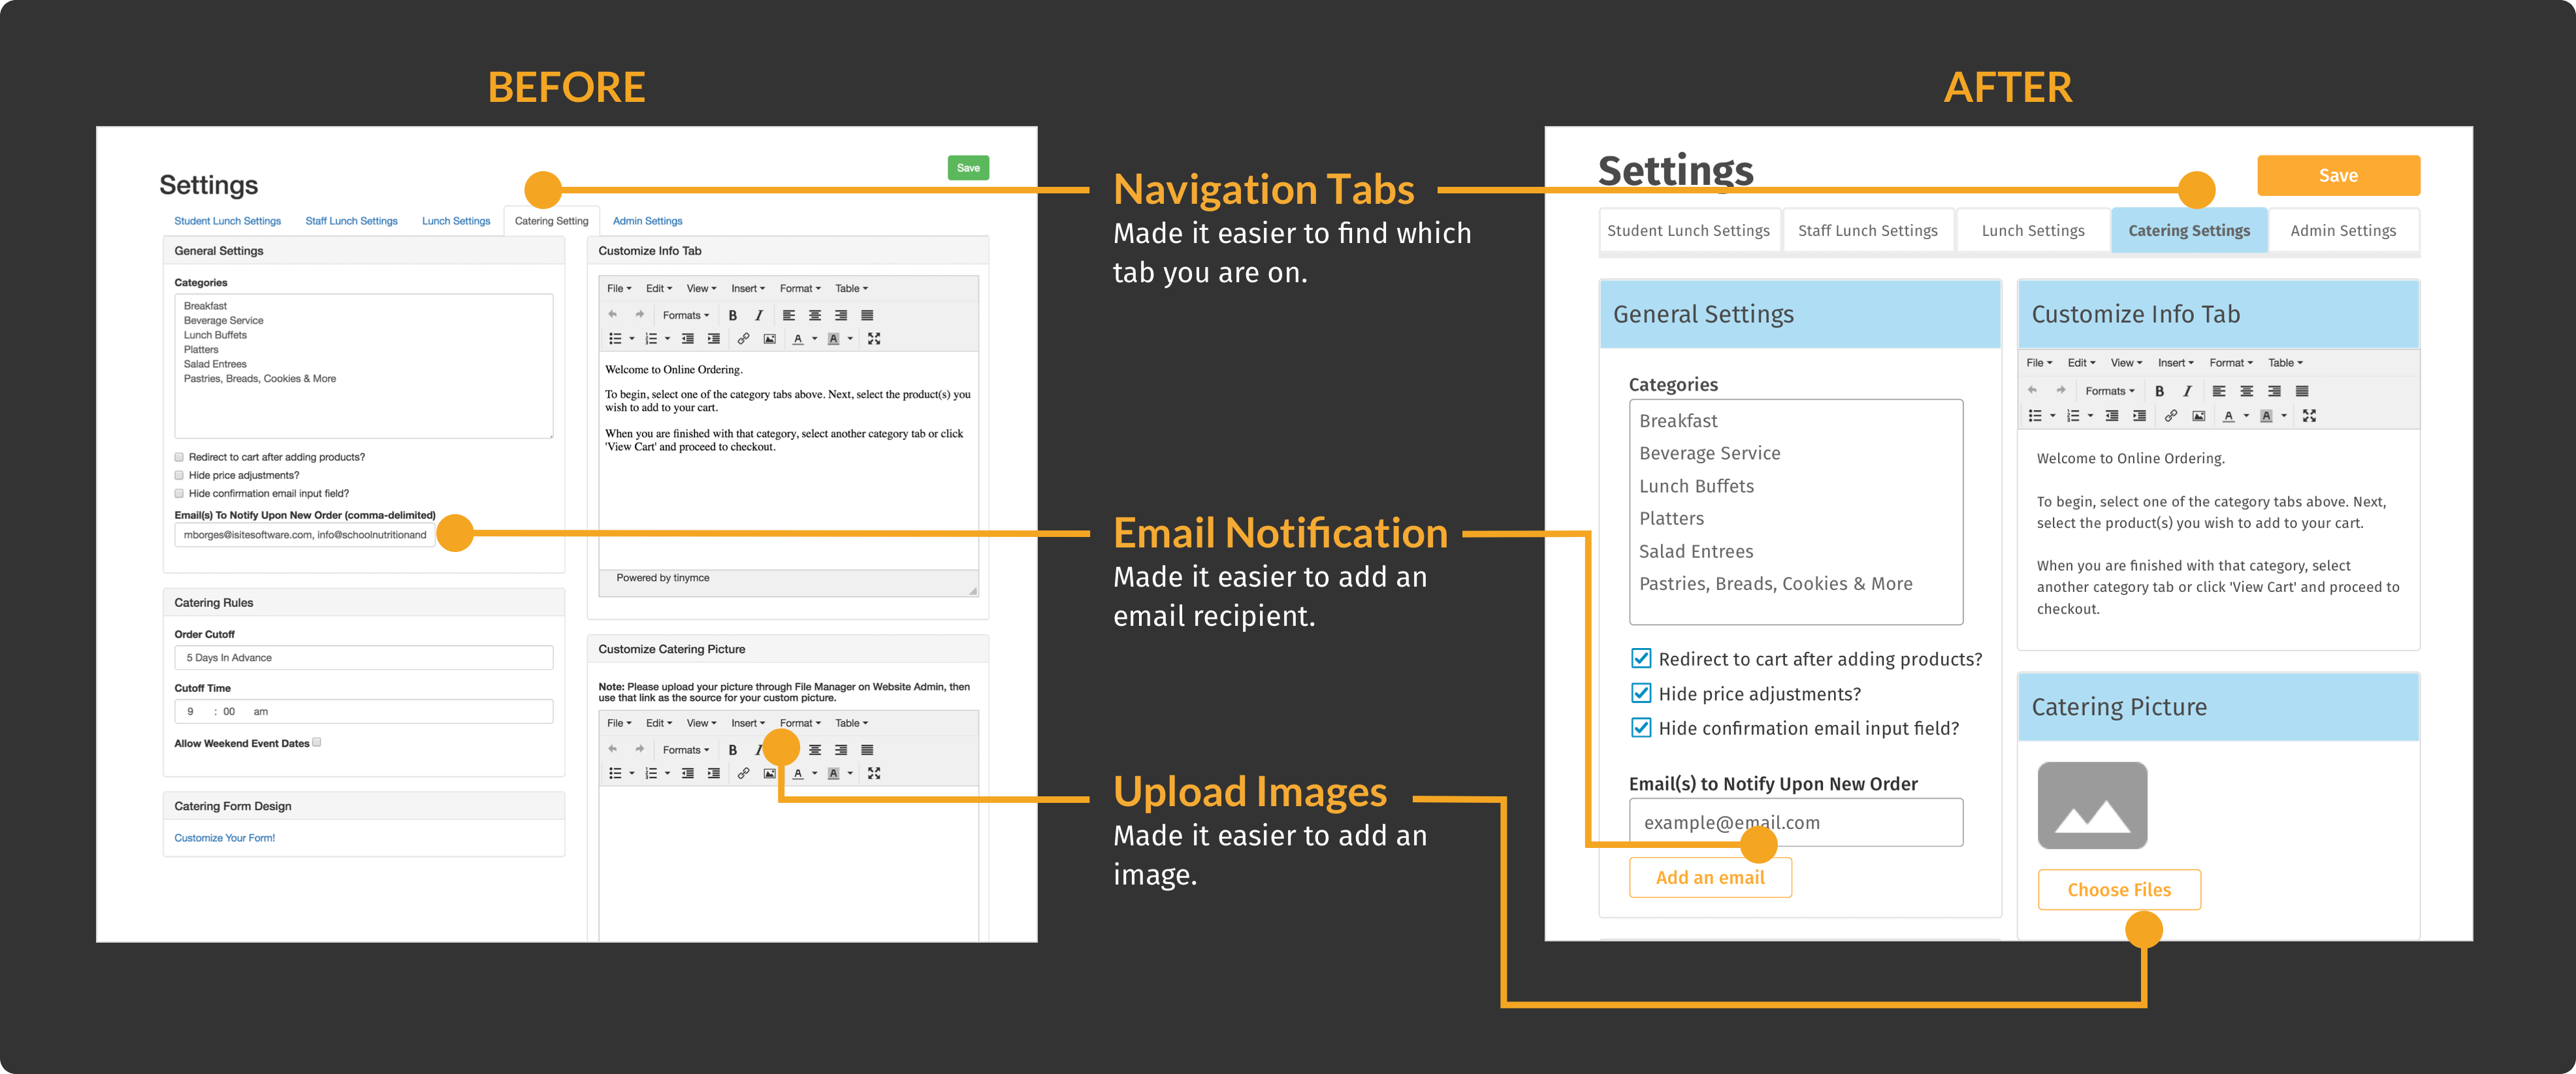 BEFORE
Settings
Save
Student Lunch Settings
Staff Lunch Settings
Lunch Settings
Catering Setting
Admin Settings
General Settings
Categories
Breakfast
Beverage Service
Lunch Buffets
Platters
Salad Entrees
Pastries, Breads, Cookies & More
Redirect to cart after adding products?
Hide price adjustments?
Hide confirmation email input field?
Email(s) To Notify Upon New Order (comma-delimited)
mborges@isitesoftware.com, info@schoolnutritionand
Catering Rules
Order Cutoff
5 Days In Advance
Cutoff Time
9 : 00 am
Allow Weekend Event Dates
Catering Form Design
Customize Your Form!
Customize Info Tab
File Edit View Insert Format Table
Formats B I
A A
Welcome to Online Ordering.
To begin, select one of the category tabs above. Next, select the product(s) you
wish to add to your cart.
When you are finished with that category, select another category tab or click
'View Cart' and proceed to checkout.
Powered by tinymce
Customize Catering Picture
Note: Please upload your picture through File Manager on Website Admin, then
use that link as the source for your custom picture.
File Edit View Insert Format Table
Formats B I
A A
Navigation Tabs
Made it easier to find which
tab you are on.
Email Notification
Made it easier to add an
email recipient.
Upload Images
Made it easier to add an
image.
AFTER
Settings
Save
Student Lunch Settings
Staff Lunch Settings
Lunch Settings
Catering Settings
Admin Settings
General Settings
Categories
Breakfast
Beverage Service
Lunch Buffets
Platters
Salad Entrees
Pastries, Breads, Cookies & More
Redirect to cart after adding products?
Hide price adjustments?
Hide confirmation email input field?
Email(s) to Notify Upon New Order
example@email.com
Add an email
Customize Info Tab
File Edit View Insert Format Table
Formats B I
A A
Welcome to Online Ordering.
To begin, select one of the category tabs above. Next,
select the product(s) you wish to add to your cart.
When you are finished with that category, select
another category tab or click 'View Cart' and proceed to
checkout.
Catering Picture
Choose Files